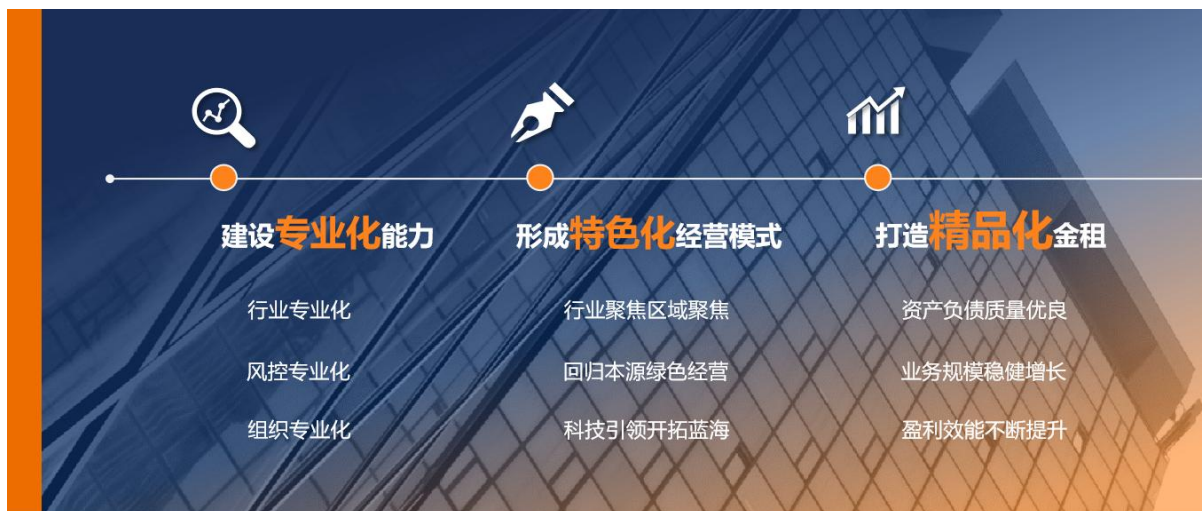 建设专业化能力
行业专业化
风控专业化
组织专业化
形成特色化经营模式
行业聚焦区域聚焦
回归本源绿色经营
科技引领开拓蓝海
打造精品化金租
资产负债质量优良
业务规模稳健增长
盈利效能不断提升